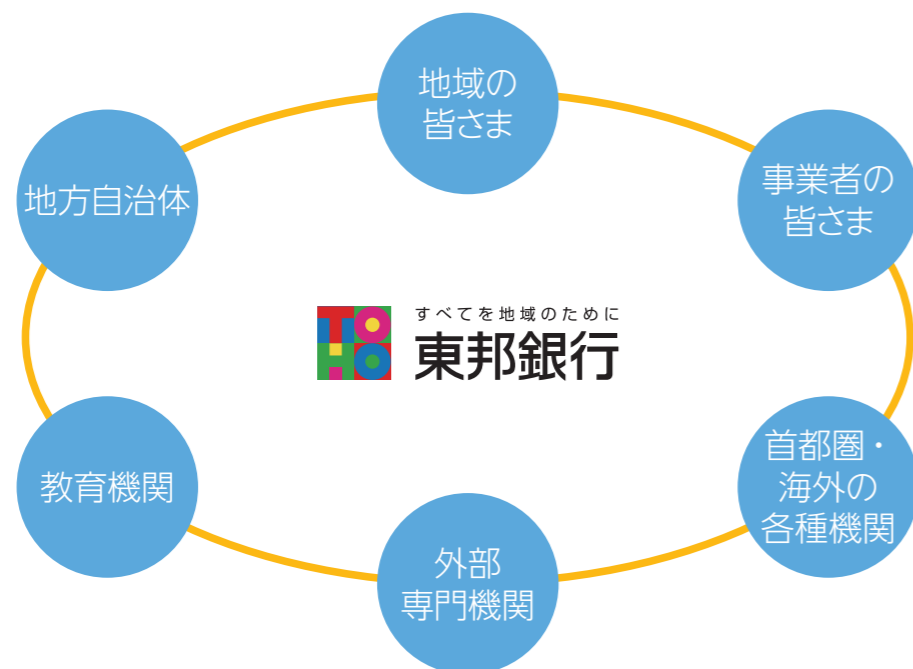 地域の
皆さま
地方自治体
事業者の
皆さま
TO
HO
すべてを地域のために
東邦銀行
教育機関
首都圏・
海外の
各種機関
外部
専門機関